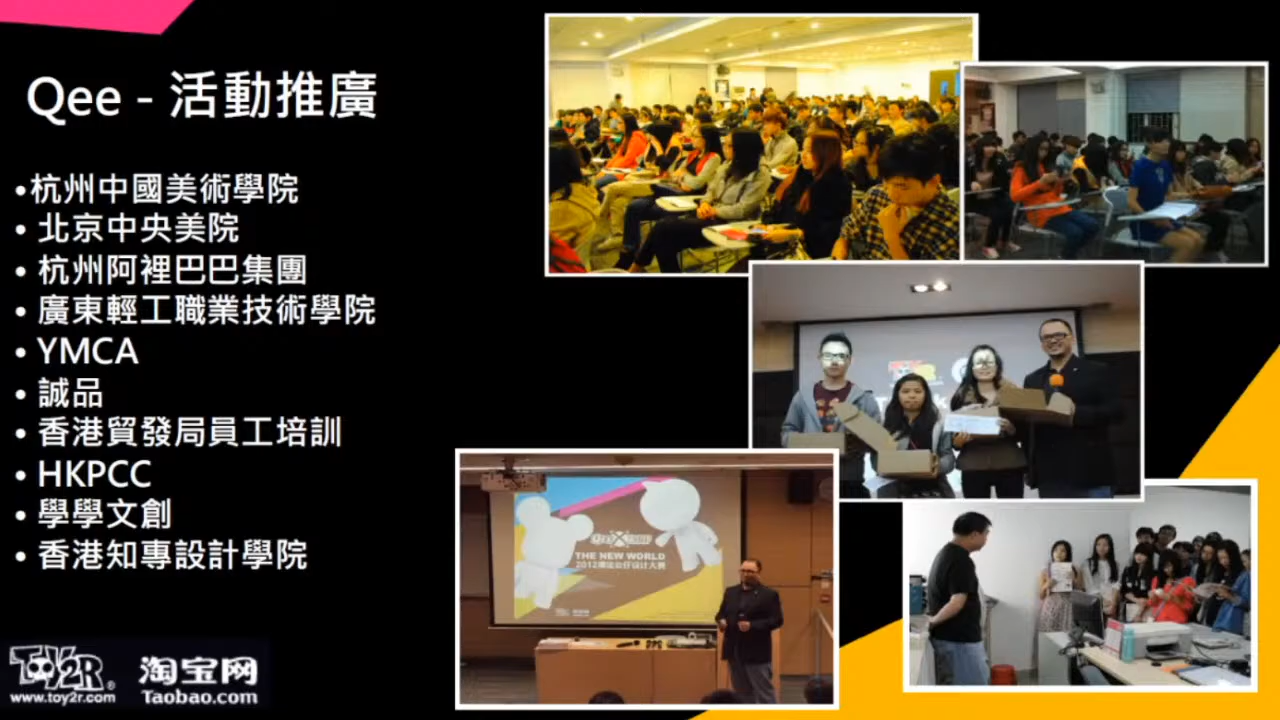 Qee - 活動推廣
•杭州中國美術學院
• 北京中央美院
• 杭州阿裡巴巴集團
• 廣東輕工職業技術學院
• YMCA
• 誠品
• 香港貿發局員工培訓
• HKPCC
• 學學文創
• 香港知專設計學院
THE NEW WORLD
TOY2R®
www.toy2r.com
淘宝网
Taobao.com